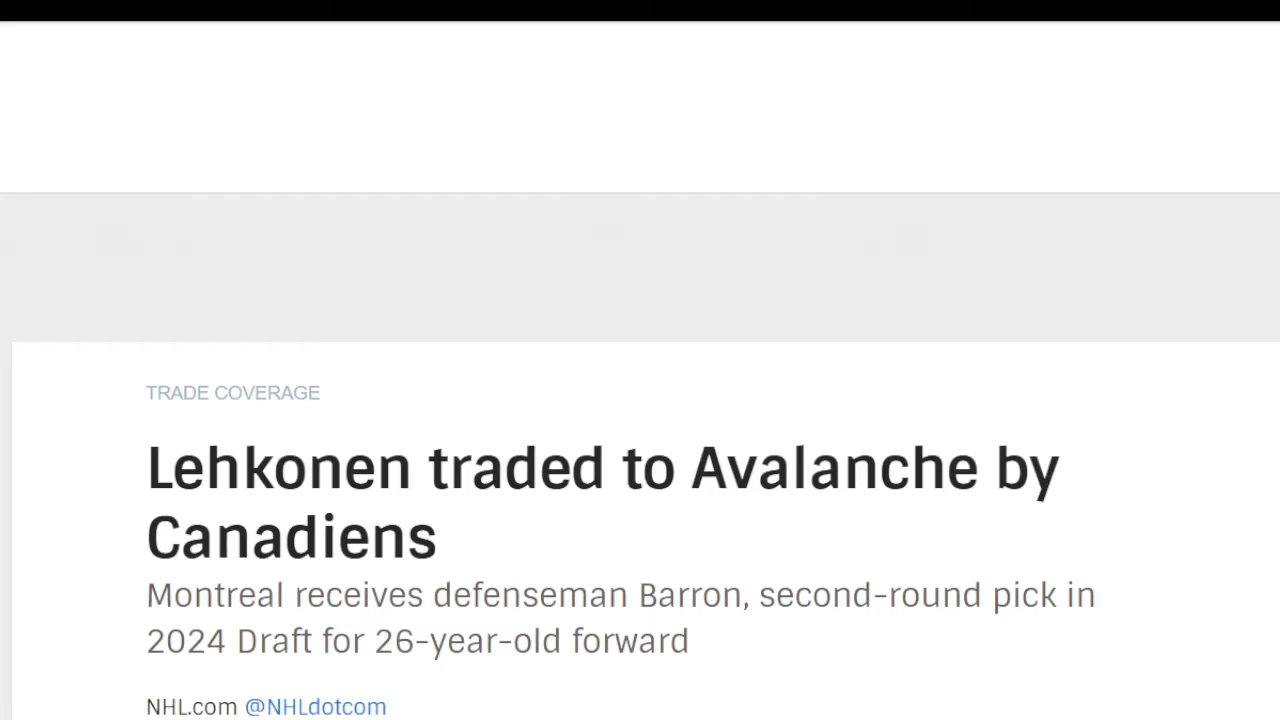 TRADE COVERAGE
Lehkonen traded to Avalanche by
Canadiens
Montreal receives defenseman Barron, second-round pick in
2024 Draft for 26-year-old forward
NHL.com @NHLdotcom